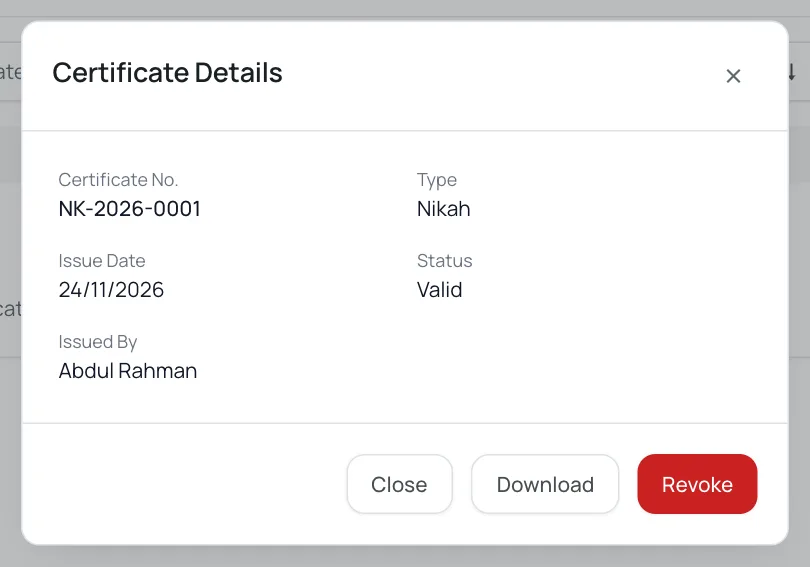 Certificate Details
Certificate No.
NK-2026-0001
Type
Nikah
Issue Date
24/11/2026
Status
Valid
Issued By
Abdul Rahman
Close
Download
Revoke